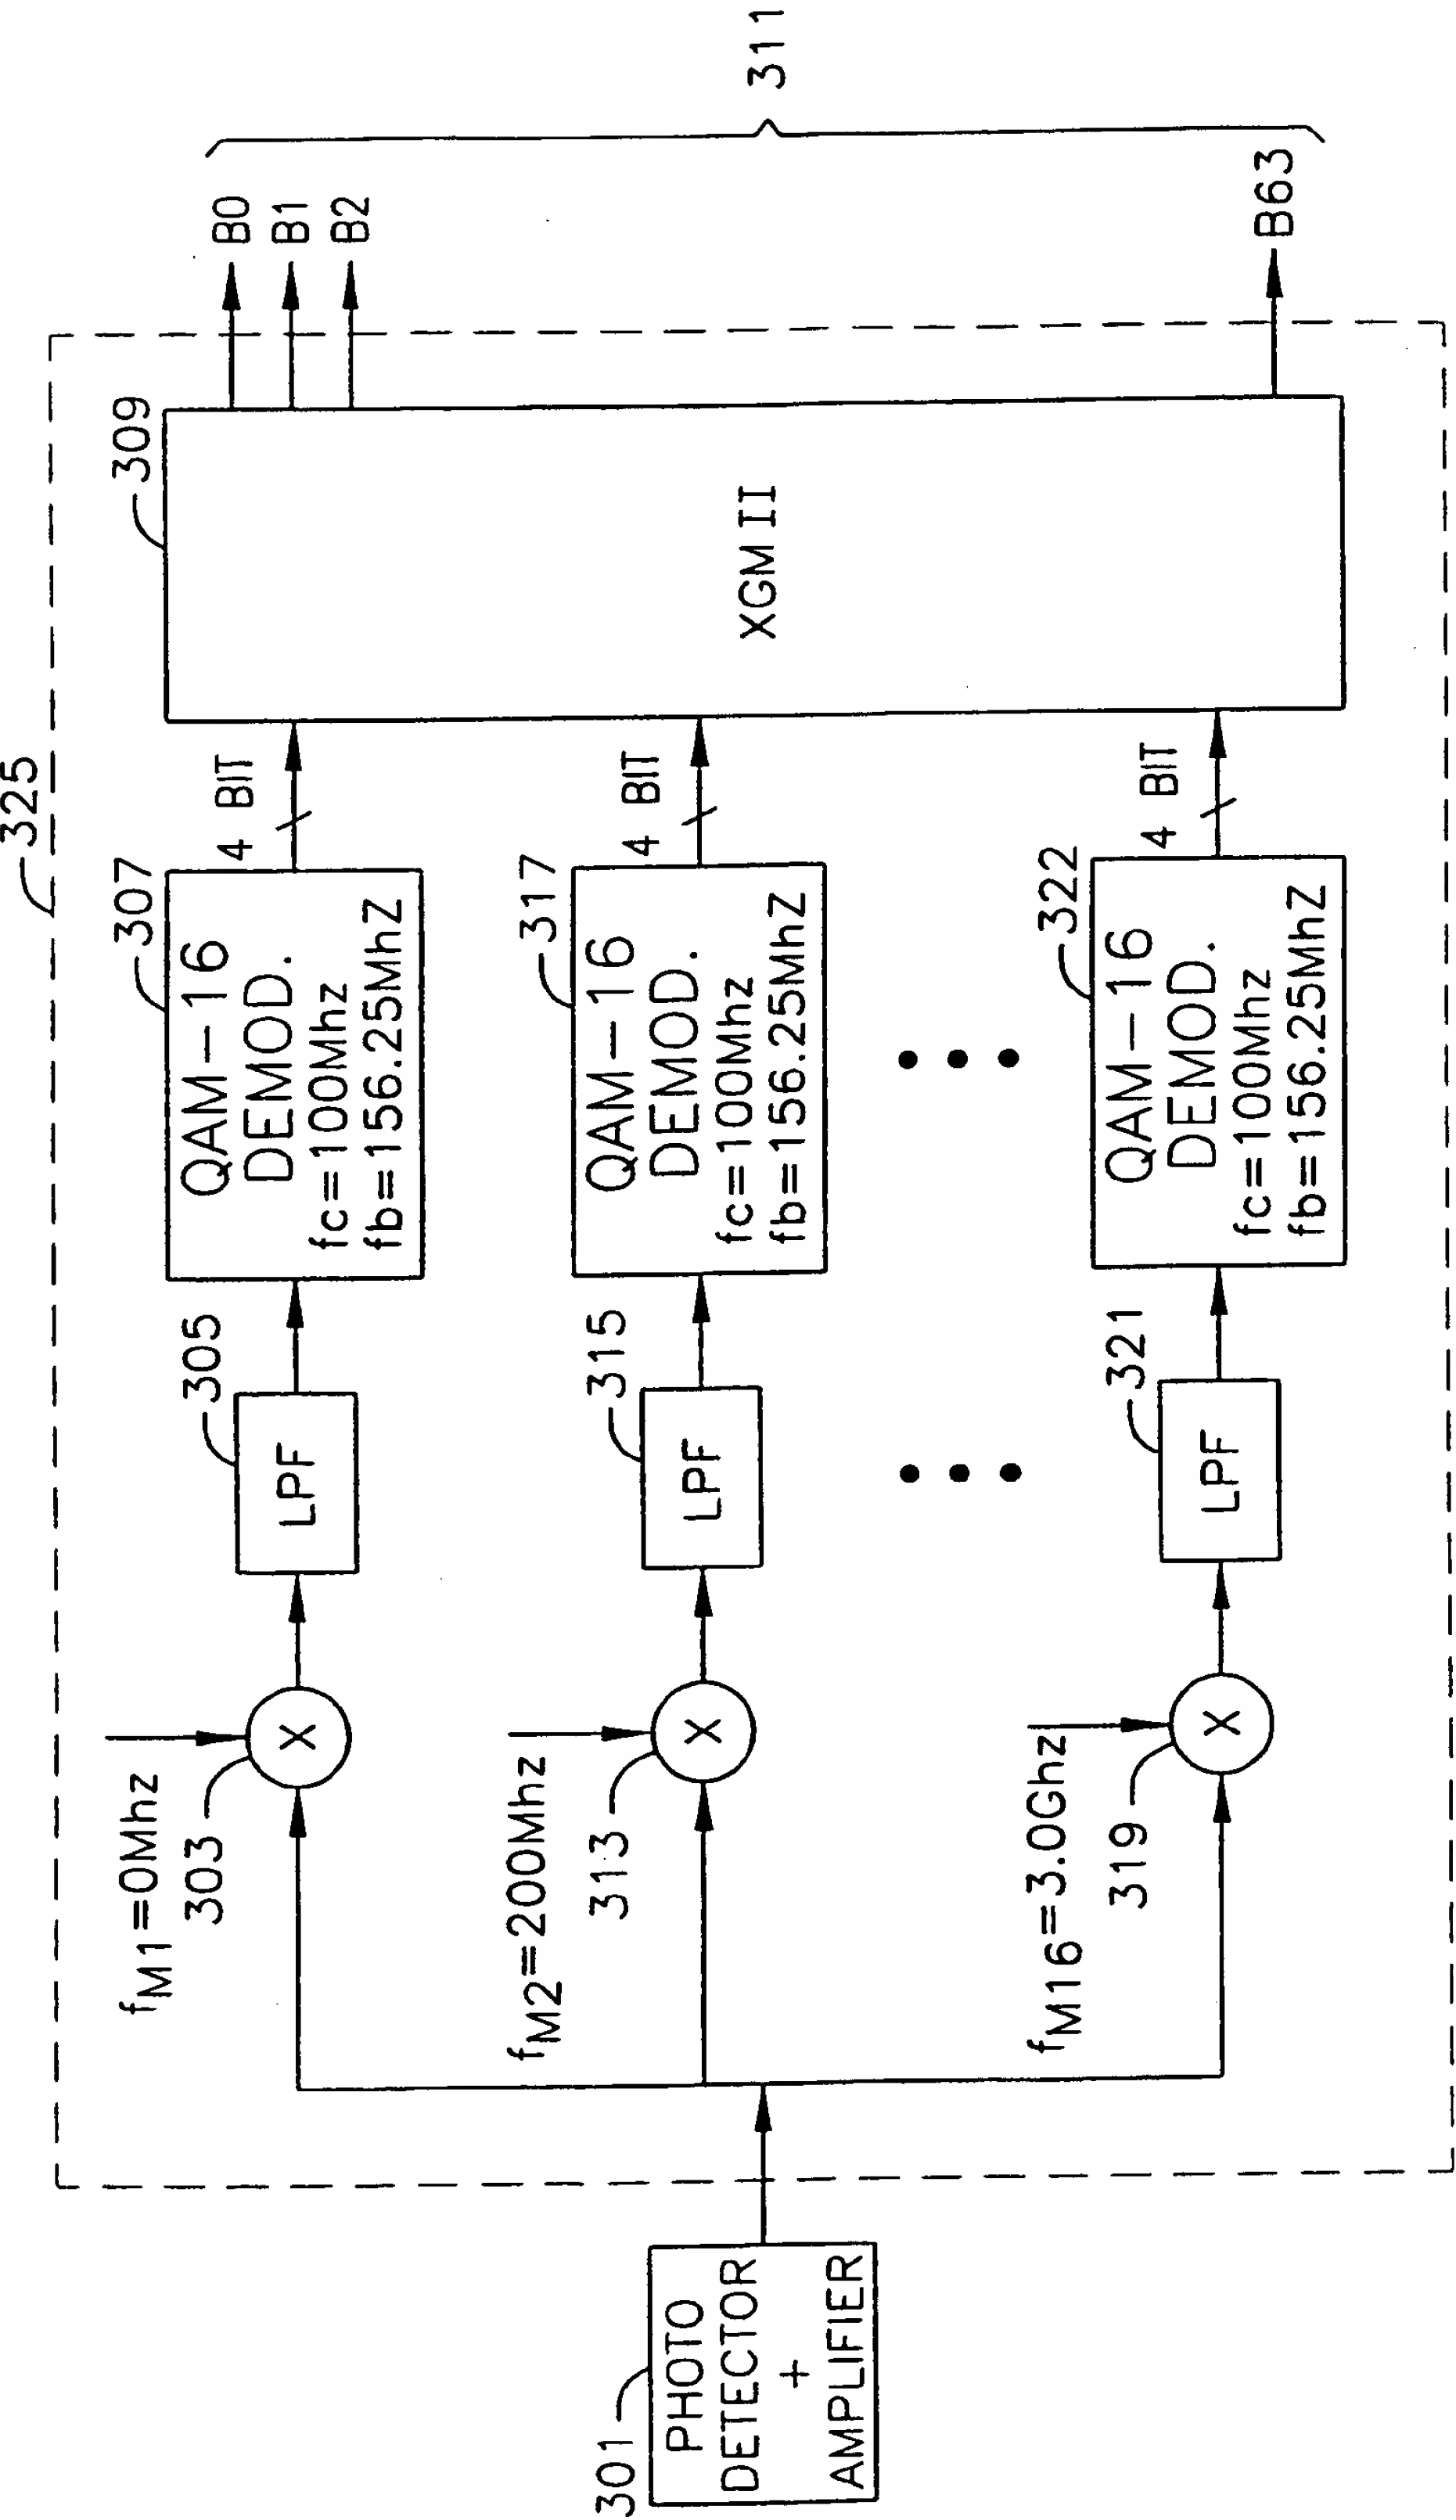 325
fM1=0Mhz
303
305
LPF
307
QAM-16
DEMOD.
fc=100Mhz
fb=156.25MhZ
4 BIT
309
XGMII
B0
B1
B2
B63
311
301
PHOTO
DETECTOR
+
AMPLIFIER
fM2=200Mhz
313
X
X
X
315
LPF
317
QAM-16
DEMOD.
fc=100Mhz
fb=156.25MhZ
4 BIT
fM16=3.0Ghz
319
321
LPF
322
QAM-16
DEMOD.
fc=100Mhz
fb=156.25MhZ
4 BIT